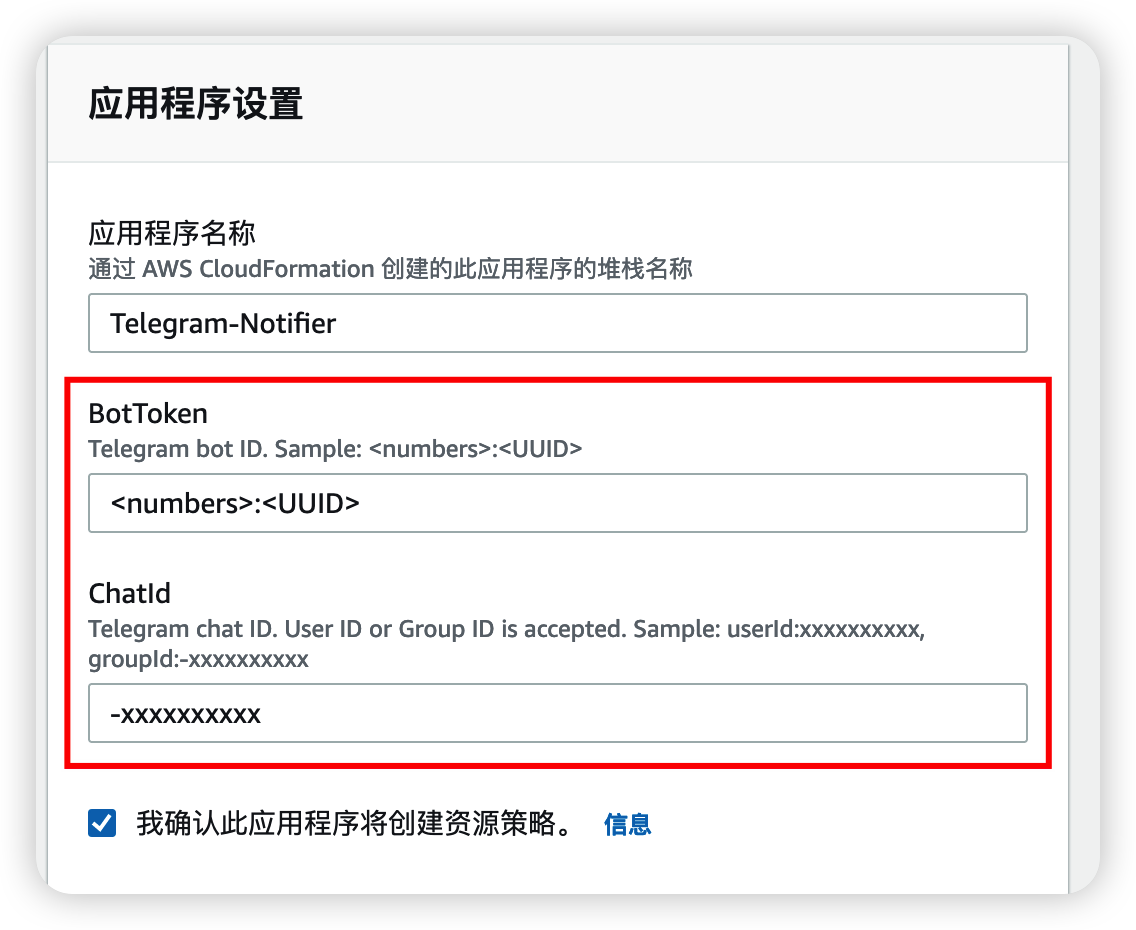 应用程序设置
应用程序名称
通过 AWS CloudFormation 创建的此应用程序的堆栈名称
Telegram-Notifier
BotToken
Telegram bot ID. Sample: <numbers>:<UUID>
<numbers>:<UUID>
ChatId
Telegram chat ID. User ID or Group ID is accepted. Sample: userId:xxxxxxxxxx,
groupId:-xxxxxxxxxx
-xxxxxxxxxx
我确认此应用程序将创建资源策略。 信息